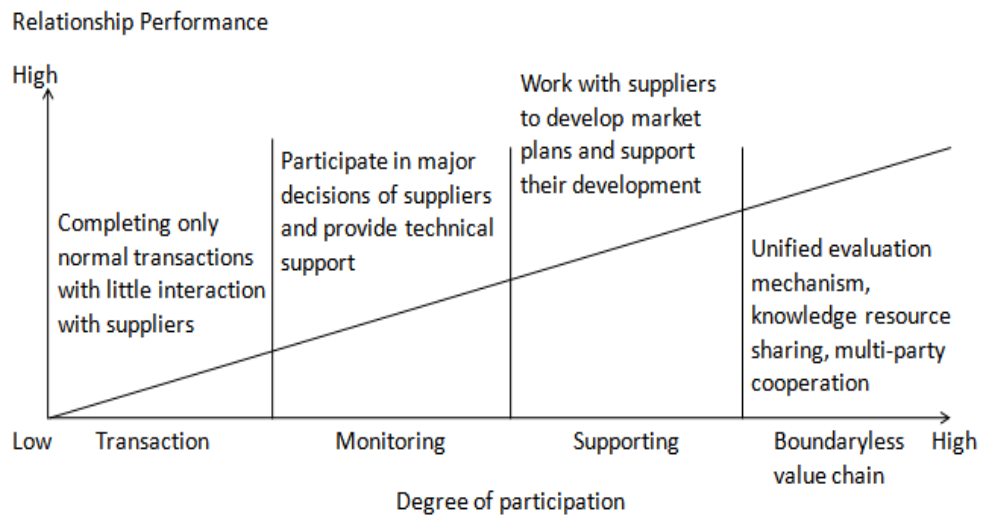 Relationship Performance
High
Completing only
normal transactions
with little interaction
with suppliers
Participate in major
decisions of suppliers
and provide technical
support
Work with suppliers
to develop market
plans and support
their development
Unified evaluation
mechanism,
knowledge resource
sharing, multi-party
cooperation
Low
Transaction
Monitoring
Supporting
Boundaryless
value chain
High
Degree of participation